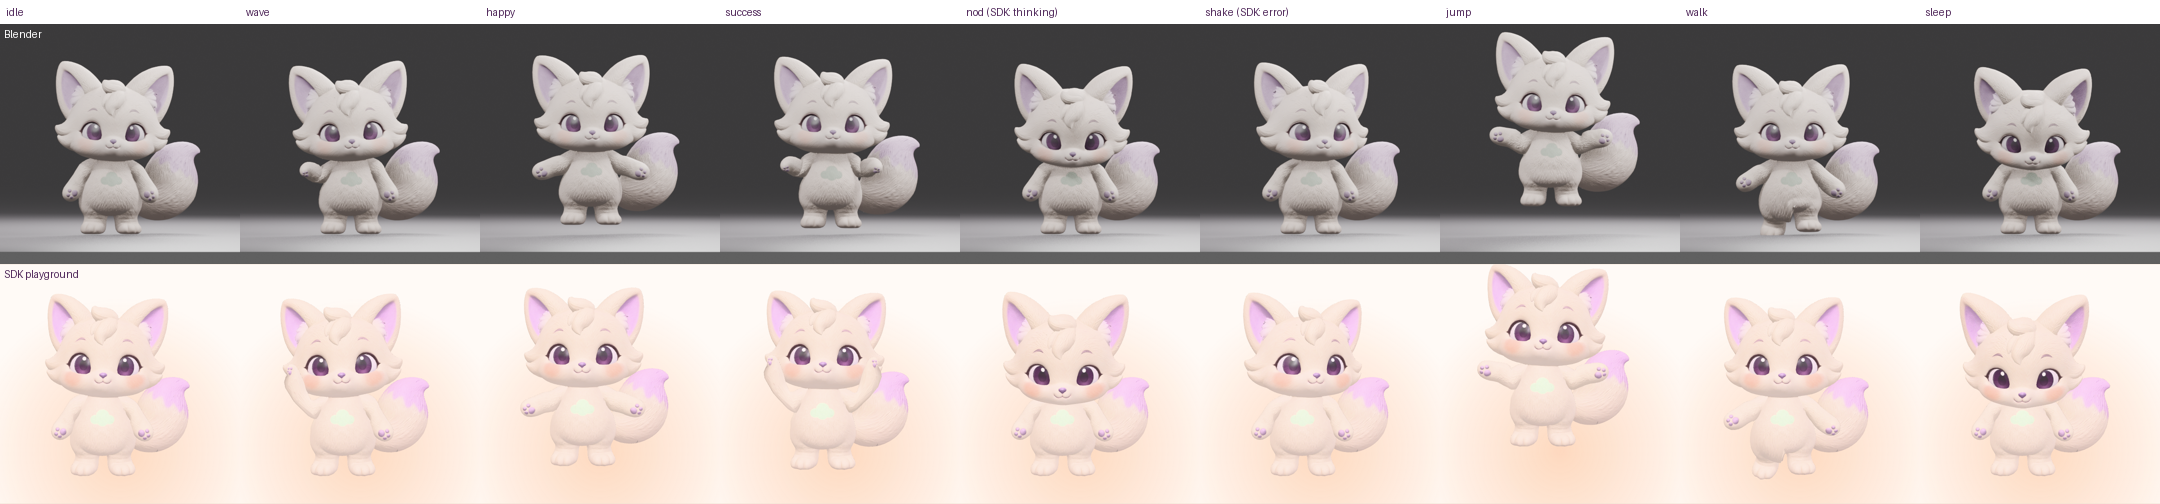 idle
wave
happy
success
nod (SDK: thinking)
shake (SDK: error)
jump
walk
sleep
Blender
SDK playground